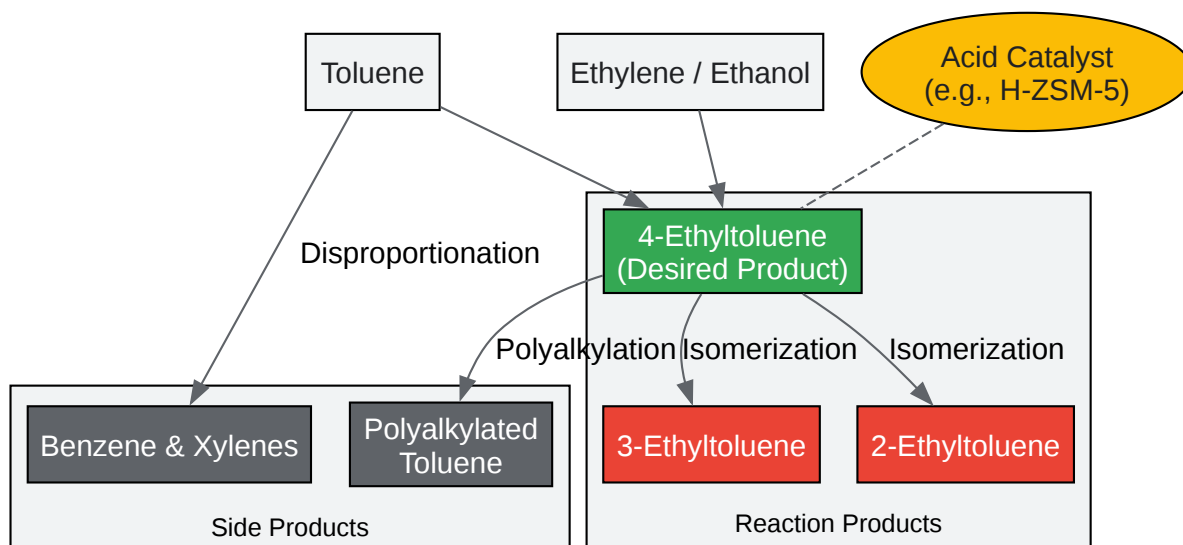 Toluene
Ethylene / Ethanol
Acid Catalyst
(e.g., H-ZSM-5)
4-Ethyltoluene
(Desired Product)
Disproportionation
Polyalkylation
Isomerization
Isomerization
Benzene & Xylenes
Polyalkylated
Toluene
3-Ethyltoluene
2-Ethyltoluene
Side Products
Reaction Products